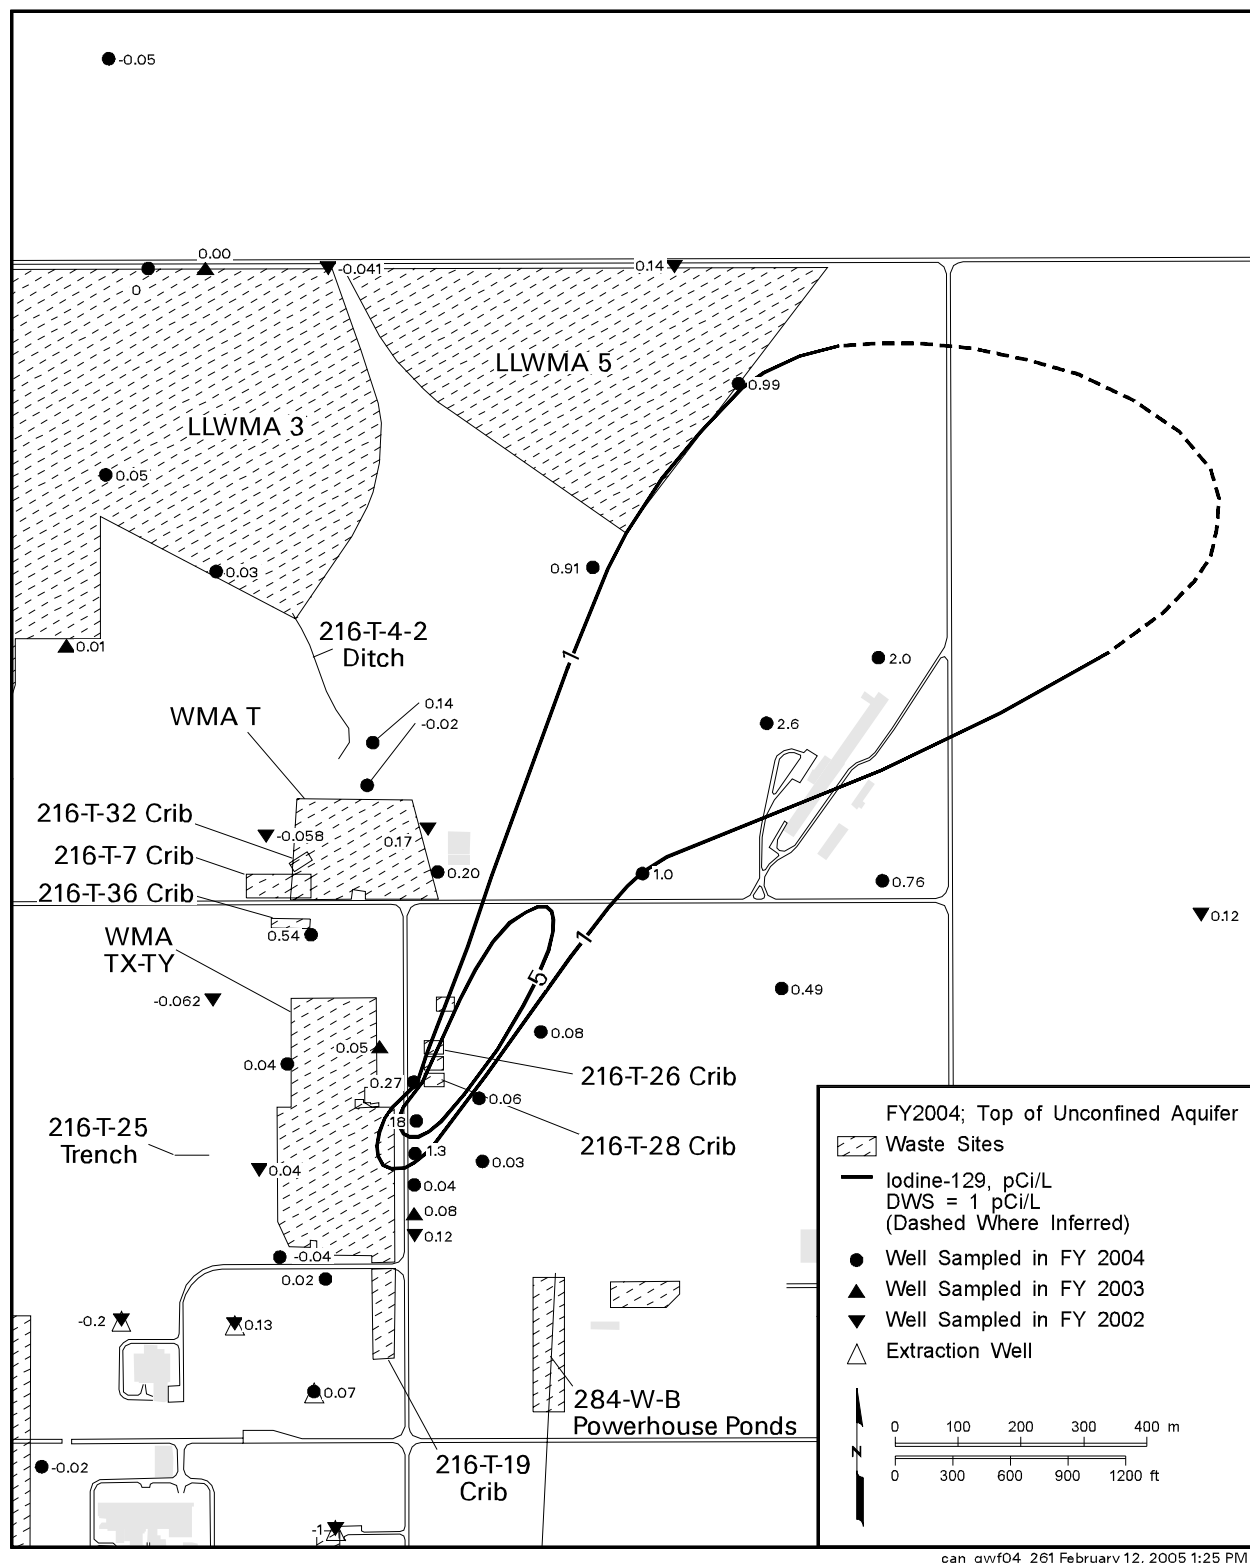 -0.05
0.00
-0.041
0.14
0
LLWMA 5
0.99
LLWMA 3
0.05
0.91
0.03
216-T-4-2
Ditch
0.01
1
2.0
0.14
-0.02
WMA T
2.6
216-T-32 Crib
-0.058
0.17
216-T-7 Crib
0.20
1.0
0.76
216-T-36 Crib
0.12
0.54
WMA
TX-TY
1
5
-0.062
0.49
0.08
0.05
0.04
216-T-26 Crib
0.27
0.06
18
216-T-25
Trench
216-T-28 Crib
1.3
0.03
0.04
0.04
0.08
0.12
-0.04
0.02
-0.2
0.13
0.07
284-W-B
Powerhouse Ponds
-0.02
216-T-19
Crib
-1
FY2004; Top of Unconfined Aquifer
Waste Sites
Iodine-129, pCi/L
DWS = 1 pCi/L
(Dashed Where Inferred)
Well Sampled in FY 2004
Well Sampled in FY 2003
Well Sampled in FY 2002
Extraction Well
N
0 100 200 300 400 m
0 300 600 900 1200 ft
can_gwf04_261 February 12, 2005 1:25 PM